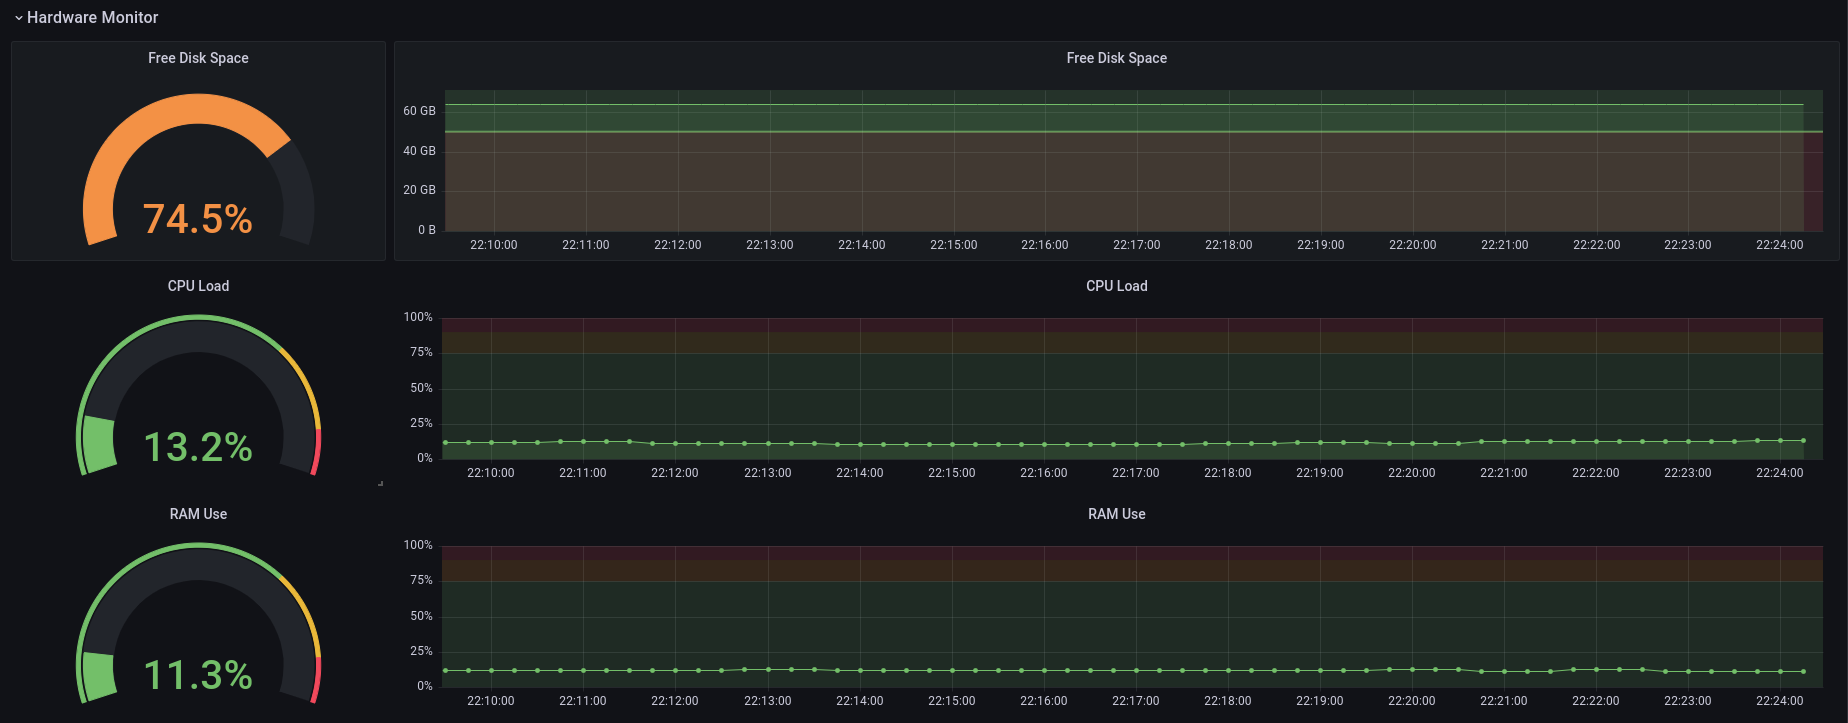 Hardware Monitor
Free Disk Space
74.5%
Free Disk Space
60 GB
40 GB
20 GB
0 B
22:10:00 22:11:00 22:12:00 22:13:00 22:14:00 22:15:00 22:16:00 22:17:00 22:18:00 22:19:00 22:20:00 22:21:00 22:22:00 22:23:00 22:24:00
CPU Load
13.2%
CPU Load
100%
75%
50%
25%
0%
22:10:00 22:11:00 22:12:00 22:13:00 22:14:00 22:15:00 22:16:00 22:17:00 22:18:00 22:19:00 22:20:00 22:21:00 22:22:00 22:23:00 22:24:00
RAM Use
11.3%
RAM Use
100%
75%
50%
25%
0%
22:10:00 22:11:00 22:12:00 22:13:00 22:14:00 22:15:00 22:16:00 22:17:00 22:18:00 22:19:00 22:20:00 22:21:00 22:22:00 22:23:00 22:24:00